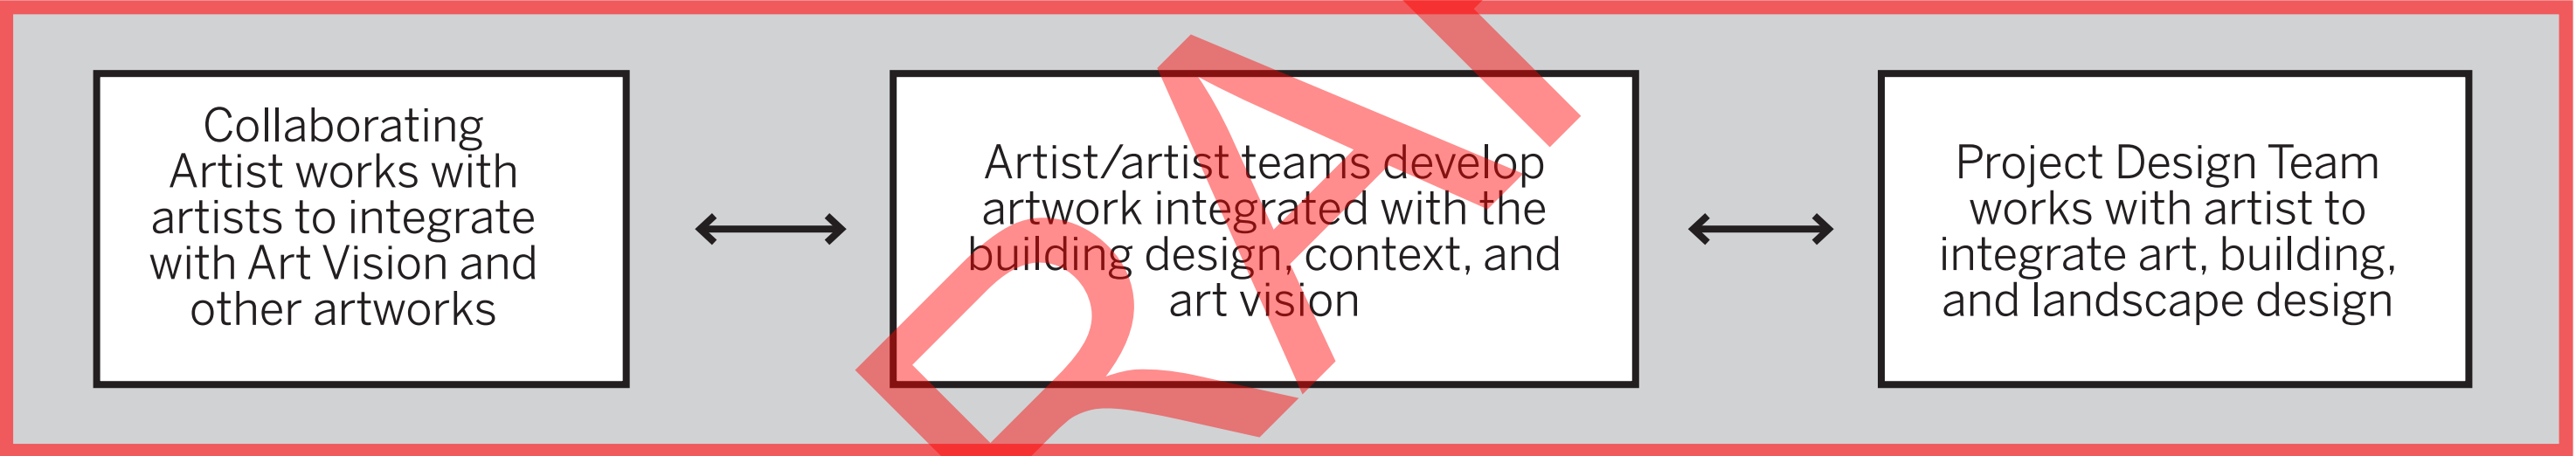 Collaborating
Artist works with
artists to integrate
with Art Vision and
other artworks
Artist/artist teams develop
artwork integrated with the
building design, context, and
art vision
Project Design Team
works with artist to
integrate art, building,
and landscape design
RA